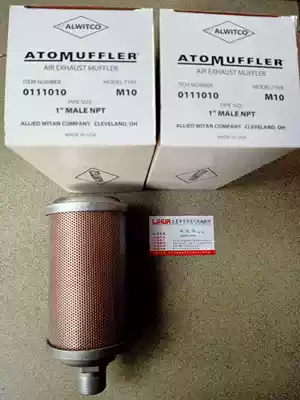 ALWITCO
ATOMUFFLER®
AIR EXHAUST MUFFLER
ITEM NUMBER MODEL/TYPE
0111010 M10
PIPE SIZE
1" MALE NPT
ALLIED WITAN COMPANY CLEVELAND, OH
MADE IN USA
ALWITCO
ATOMUFFLER®
AIR EXHAUST MUFFLER
ITEM NUMBER MODEL/TYPE
0111010 M10
PIPE SIZE
1" MALE NPT
ALLIED WITAN COMPANY CLEVELAND, OH
MADE IN USA